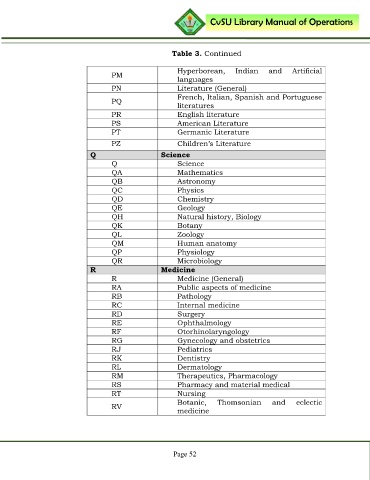 CvSU Library Manual of Operations
Table 3. Continued
PM Hyperborean, Indian and Artificial
languages
PN Literature (General)
PQ French, Italian, Spanish and Portuguese
literatures
PR English literature
PS American Literature
PT Germanic Literature
PZ Children's Literature
Q Science
Q Science
QA Mathematics
QB Astronomy
QC Physics
QD Chemistry
QE Geology
QH Natural history, Biology
QK Botany
QL Zoology
QM Human anatomy
QP Physiology
QR Microbiology
R Medicine
R Medicine (General)
RA Public aspects of medicine
RB Pathology
RC Internal medicine
RD Surgery
RE Ophthalmology
RF Otorhinolaryngology
RG Gynecology and obstetrics
RJ Pediatrics
RK Dentistry
RL Dermatology
RM Therapeutics, Pharmacology
RS Pharmacy and material medical
RT Nursing
RV Botanic, Thomsonian and eclectic
medicine
Page 52